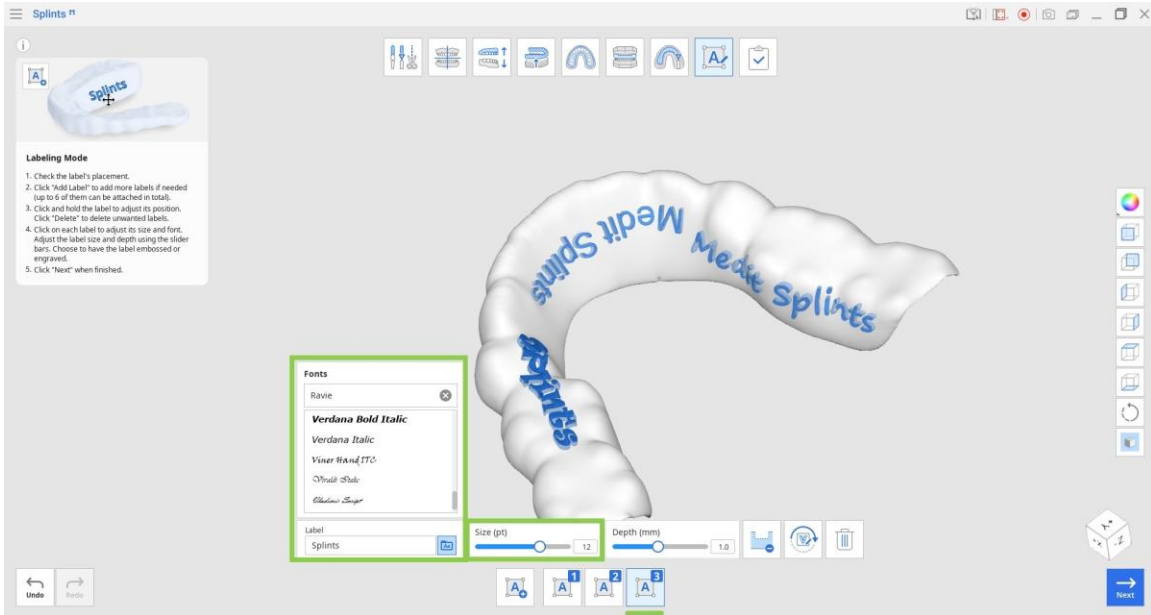 Splints
Splints
Labeling Mode
1. Check the label's placement.
2. Click "Add Label" to add more labels if needed
(up to 6 of them can be attached in total).
3. Click and hold the label to adjust its position.
Click "Delete" to delete unwanted labels.
4. Click on each label to adjust its size and font.
Adjust the label size and depth using the slider
bars. Choose to have the label embossed or
engraved.
5. Click "Next" when finished.
Medit Splints
Medit Splints
Splints
Fonts
Ravie
Verdana Bold Italic
Verdana Italic
Viner Hand ITC
Vivaldi Italic
Vladimir Script
Label
Splints
Size (pt)
12
Depth (mm)
1.0
Undo
Redo
A
A 1
A 2
A 3
Next